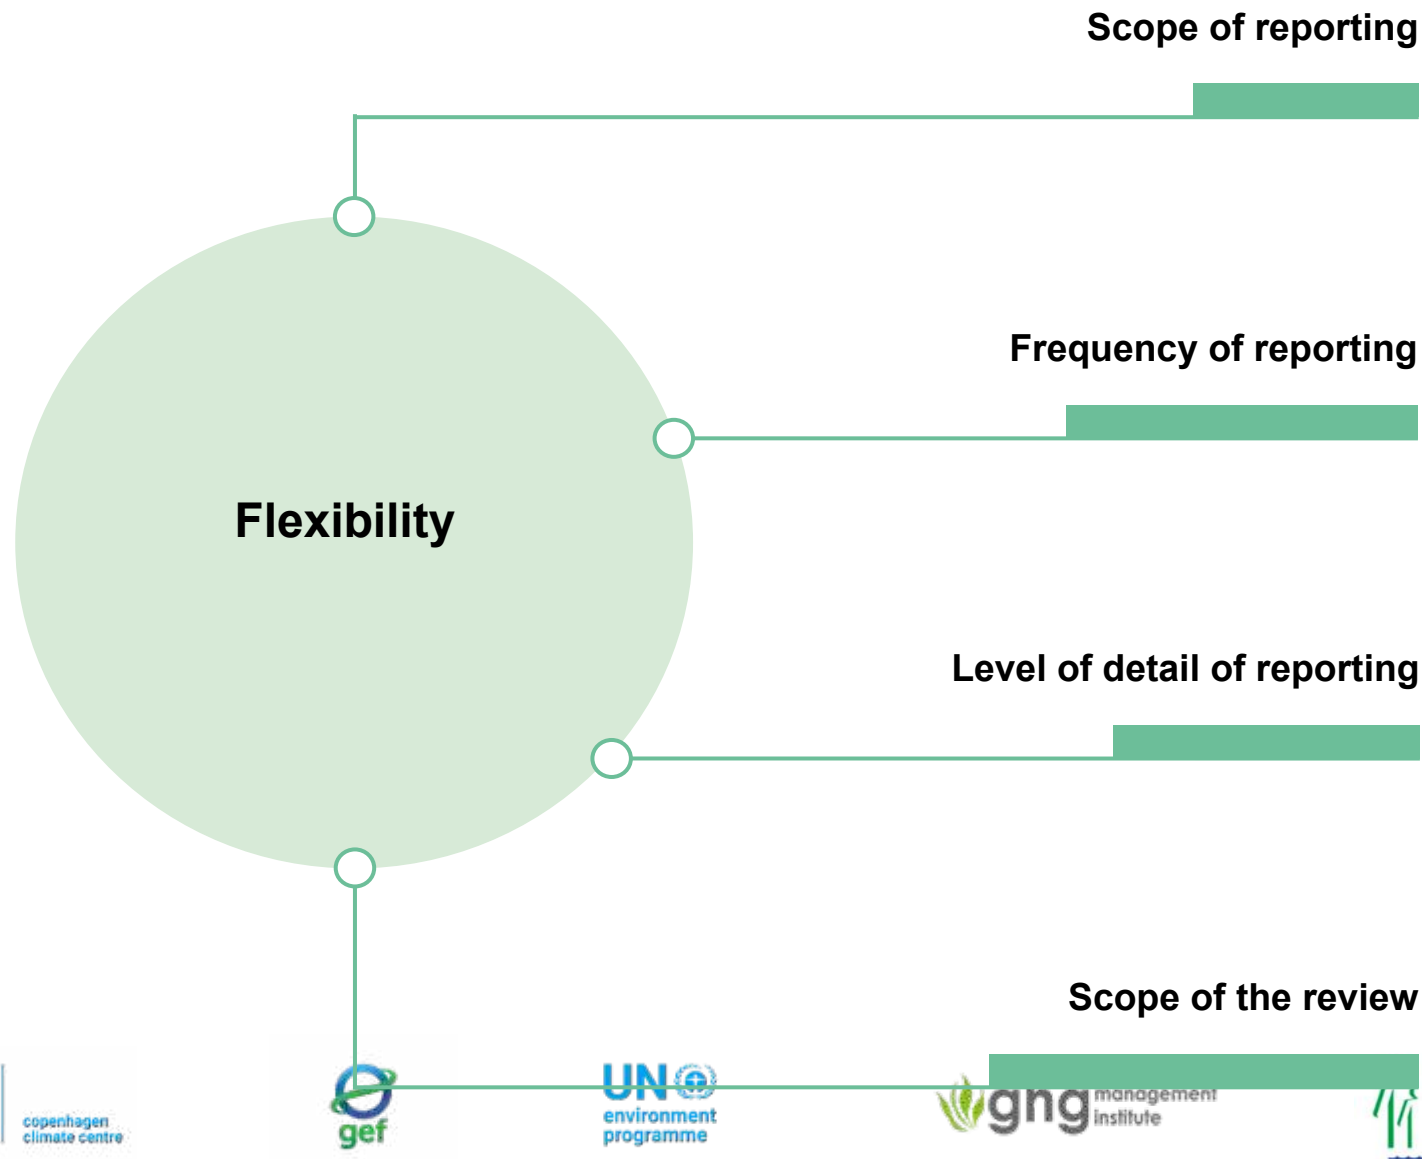 Scope of reporting
Frequency of reporting
Flexibility
Level of detail of reporting
Scope of the review
copenhagen
climate centre
gef
UN
environment
programme
ghg management
institute